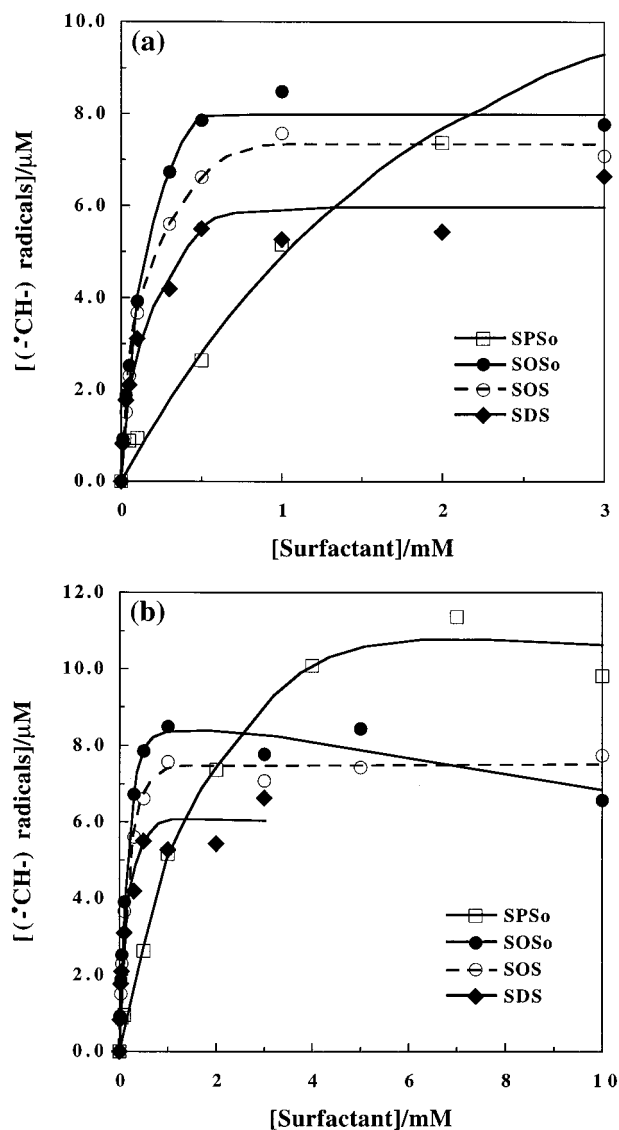 (a)
10.0
8.0
6.0
4.0
2.0
0.0
[(-•CH-) radicals]/µM
SPSo
SOSo
SOS
SDS
0 1 2 3
[Surfactant]/mM
(b)
12.0
10.0
8.0
6.0
4.0
2.0
0.0
[(-•CH-) radicals]/µM
SPSo
SOSo
SOS
SDS
0 2 4 6 8 10
[Surfactant]/mM